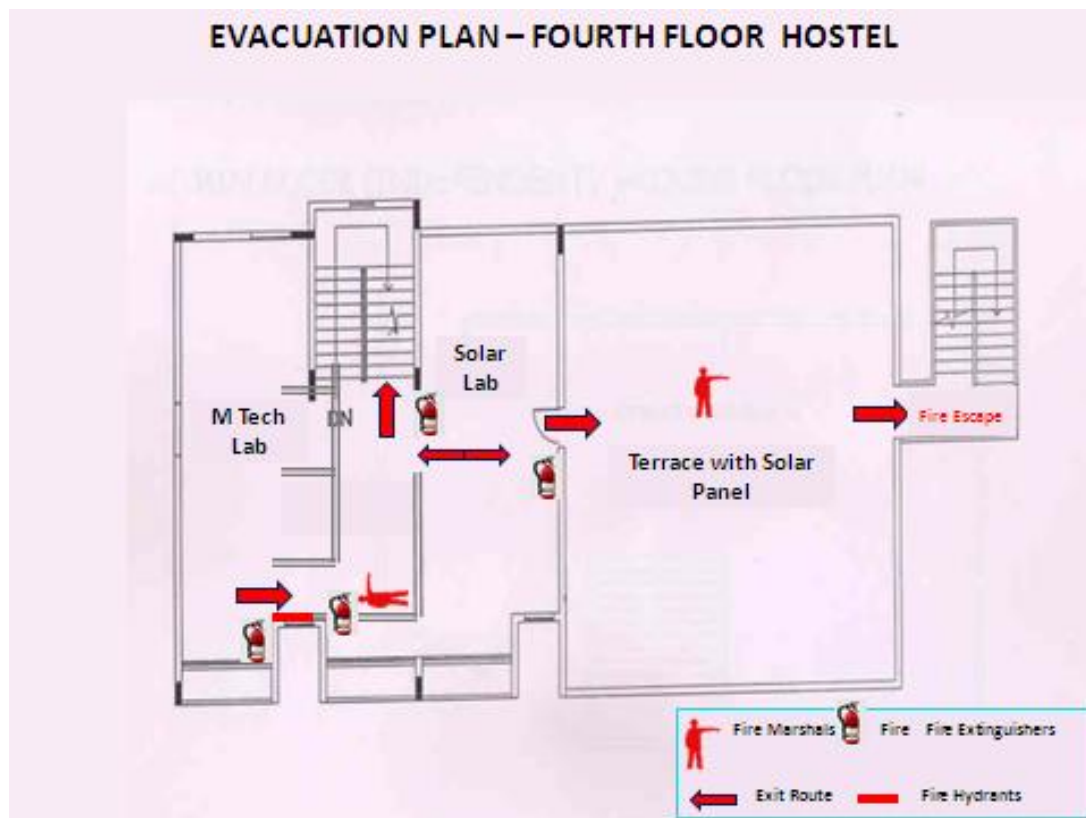 EVACUATION PLAN – FOURTH FLOOR HOSTEL
Solar
Lab
M Tech
Lab
DN
Fire Escape
Terrace with Solar
Panel
Fire Marshals Fire Fire Extinguishers
Exit Route Fire Hydrants